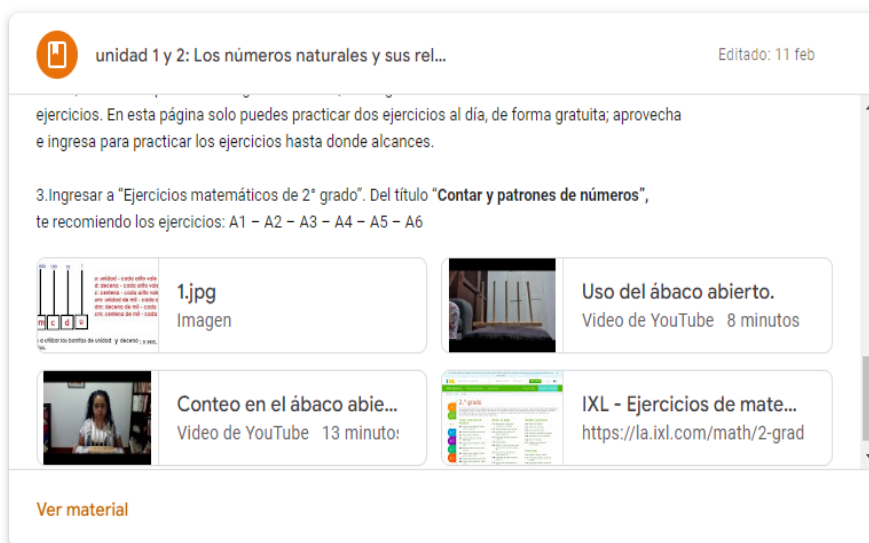 unidad 1 y 2: Los números naturales y sus rel...
Editado: 11 feb
ejercicios. En esta página solo puedes practicar dos ejercicios al día, de forma gratuita; aprovecha
e ingresa para practicar los ejercicios hasta donde alcances.
3.Ingresar a “Ejercicios matemáticos de 2° grado”. Del título “Contar y patrones de números”,
te recomiendo los ejercicios: A1 – A2 – A3 – A4 – A5 – A6
m c d u
1.jpg
Imagen
Uso del ábaco abierto.
Video de YouTube 8 minutos
Conteo en el ábaco abie...
Video de YouTube 13 minutos
2.° grado
IXL - Ejercicios de mate...
https://la.ixl.com/math/2-grad
Ver material